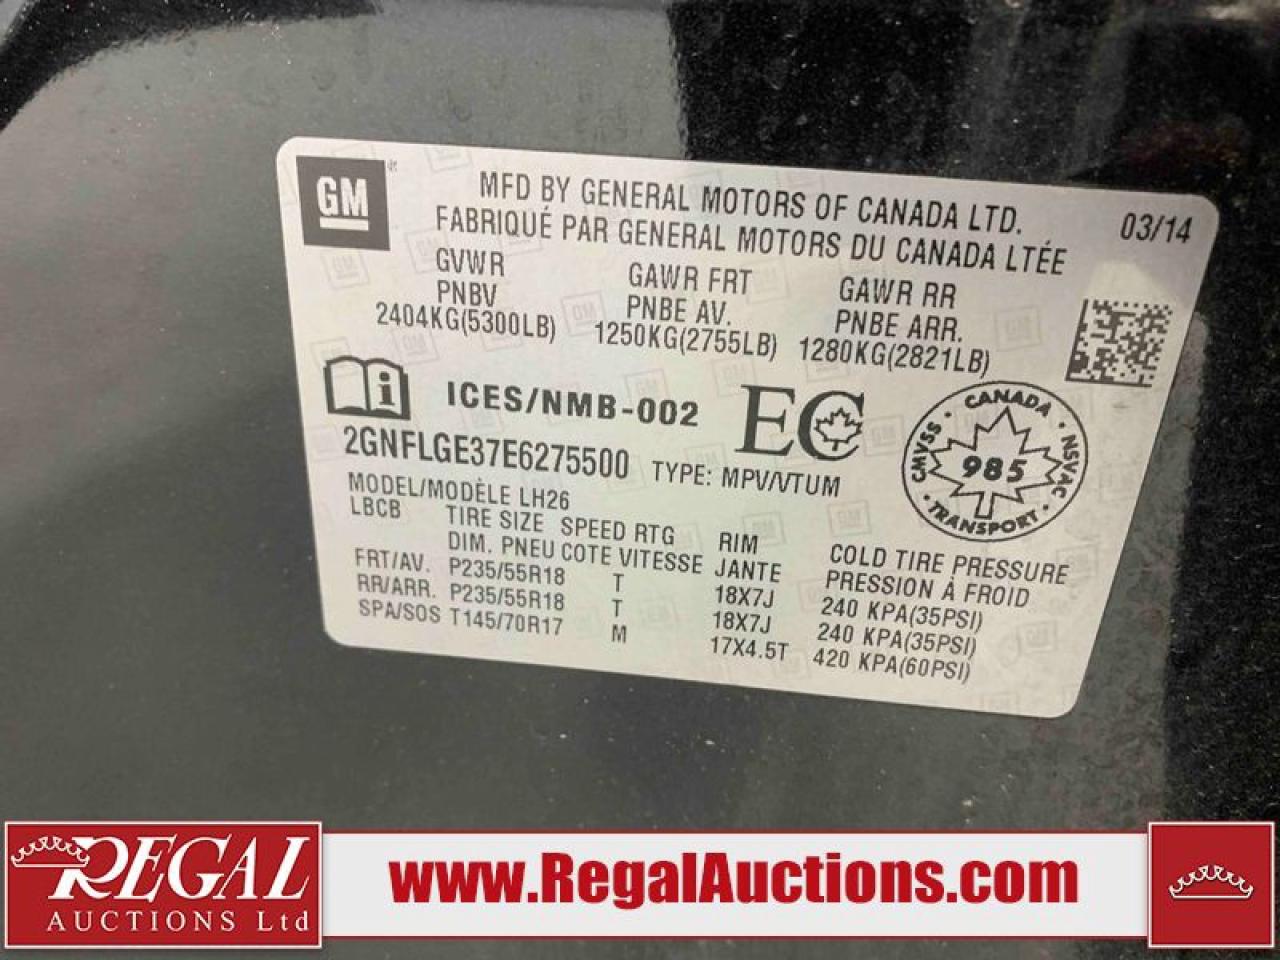 GM
MFD BY GENERAL MOTORS OF CANADA LTD.
03/14
FABRIQUÉ PAR GENERAL MOTORS DU CANADA LTÉE
GVWR GAWR FRT GAWR RR
PNBV PNBE AV. PNBE ARR.
2404KG(5300LB) 1250KG(2755LB) 1280KG(2821LB)
ICES/NMB-002 EC
2GNFLGE37E6275500 TYPE: MPV/VTUM
CANADA
CMVSS 985 NSVAC
TRANSPORT
MODEL/MODÈLE LH26
LBCB TIRE SIZE SPEED RTG RIM COLD TIRE PRESSURE
DIM. PNEU COTE VITESSE JANTE PRESSION À FROID
FRT/AV. P235/55R18 T 18X7J 240 KPA(35PSI)
RR/ARR. P235/55R18 T 18X7J 240 KPA(35PSI)
SPA/SOS T145/70R17 M 17X4.5T 420 KPA(60PSI)
REGAL
AUCTIONS Ltd
www.RegalAuctions.com